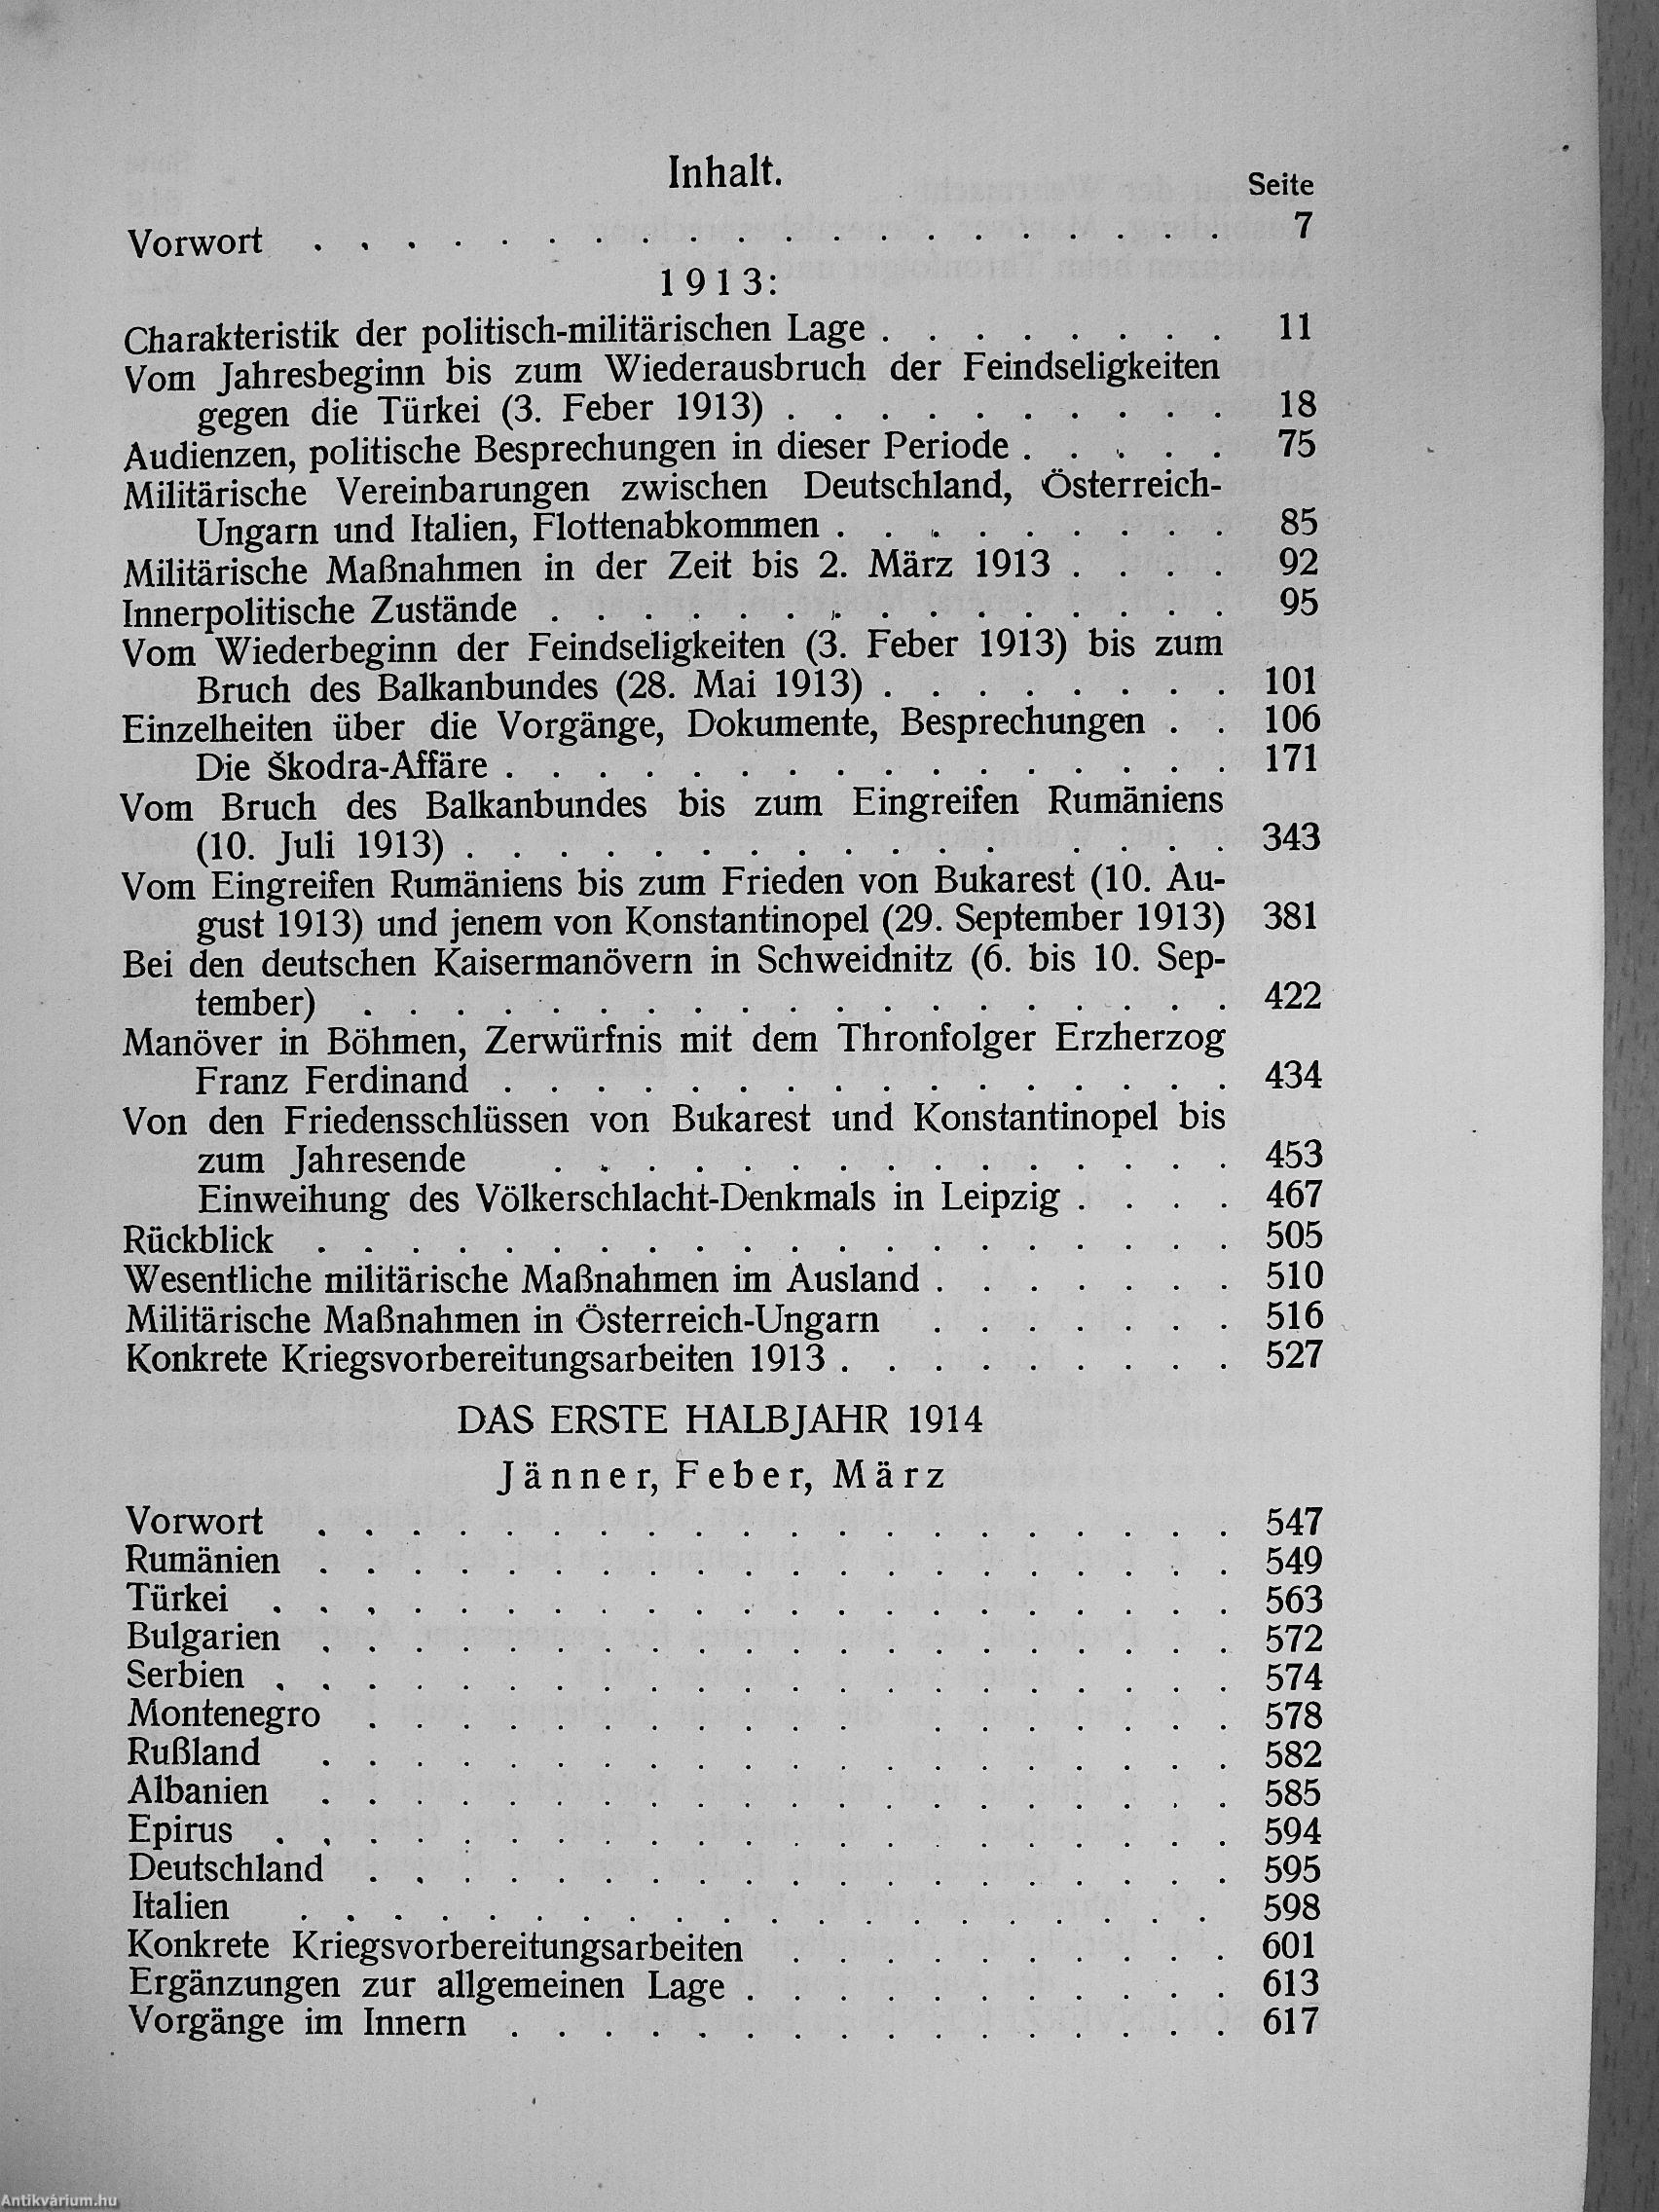 Inhalt.
Seite
Vorwort . . . . . . . . . . . . . . . . . . . . 7
1913:
Charakteristik der politisch-militärischen Lage . . . . . . . . 11
Vom Jahresbeginn bis zum Wiederausbruch der Feindseligkeiten
gegen die Türkei (3. Feber 1913) . . . . . . . . . . 18
Audienzen, politische Besprechungen in dieser Periode . . . . . 75
Militärische Vereinbarungen zwischen Deutschland, Österreich-
Ungarn und Italien, Flottenabkommen . . . . . . . . . 85
Militärische Maßnahmen in der Zeit bis 2. März 1913 . . . . 92
Innerpolitische Zustände . . . . . . . . . . . . . . . 95
Vom Wiederbeginn der Feindseligkeiten (3. Feber 1913) bis zum
Bruch des Balkanbundes (28. Mai 1913) . . . . . . . . 101
Einzelheiten über die Vorgänge, Dokumente, Besprechungen . . 106
Die Škodra-Affäre . . . . . . . . . . . . . . . . 171
Vom Bruch des Balkanbundes bis zum Eingreifen Rumäniens
(10. Juli 1913) . . . . . . . . . . . . . . . . . 343
Vom Eingreifen Rumäniens bis zum Frieden von Bukarest (10. Au-
gust 1913) und jenem von Konstantinopel (29. September 1913) 381
Bei den deutschen Kaisermanövern in Schweidnitz (6. bis 10. Sep-
tember) . . . . . . . . . . . . . . . . . . . 422
Manöver in Böhmen, Zerwürfnis mit dem Thronfolger Erzherzog
Franz Ferdinand . . . . . . . . . . . . . . . . 434
Von den Friedensschlüssen von Bukarest und Konstantinopel bis
zum Jahresende . . . . . . . . . . . . . . . 453
Einweihung des Völkerschlacht-Denkmals in Leipzig . . . . 467
Rückblick . . . . . . . . . . . . . . . . . . . . 505
Wesentliche militärische Maßnahmen im Ausland . . . . . . . 510
Militärische Maßnahmen in Österreich-Ungarn . . . . . . . 516
Konkrete Kriegsvorbereitungsarbeiten 1913 . . . . . . . . . 527
DAS ERSTE HALBJAHR 1914
Jänner, Feber, März
Vorwort . . . . . . . . . . . . . . . . . . . . 547
Rumänien . . . . . . . . . . . . . . . . . . . . 549
Türkei . . . . . . . . . . . . . . . . . . . . . 563
Bulgarien . . . . . . . . . . . . . . . . . . . . 572
Serbien . . . . . . . . . . . . . . . . . . . . . 574
Montenegro . . . . . . . . . . . . . . . . . . . 578
Rußland . . . . . . . . . . . . . . . . . . . . 582
Albanien . . . . . . . . . . . . . . . . . . . . 585
Epirus . . . . . . . . . . . . . . . . . . . . . 594
Deutschland . . . . . . . . . . . . . . . . . . . 595
Italien . . . . . . . . . . . . . . . . . . . . 598
Konkrete Kriegsvorbereitungsarbeiten . . . . . . . . . . 601
Ergänzungen zur allgemeinen Lage . . . . . . . . . . . 613
Vorgänge im Innern . . . . . . . . . . . . . . . . 617
Antikvárium.hu